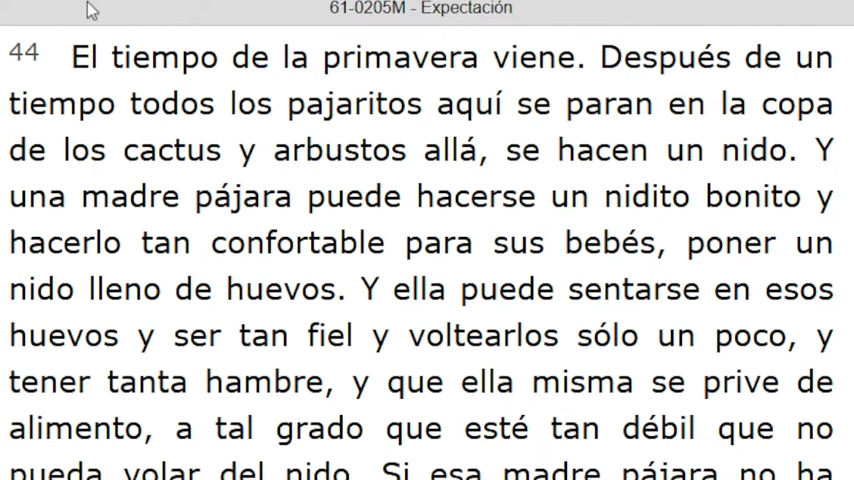 61-0205M - Expectación
44 El tiempo de la primavera viene. Después de un
tiempo todos los pajaritos aquí se paran en la copa
de los cactus y arbustos allá, se hacen un nido. Y
una madre pájara puede hacerse un nidito bonito y
hacerlo tan confortable para sus bebés, poner un
nido lleno de huevos. Y ella puede sentarse en esos
huevos y ser tan fiel y voltearlos sólo un poco, y
tener tanta hambre, y que ella misma se prive de
alimento, a tal grado que esté tan débil que no
pueda volar del nido. Si esa madre pájara no ha